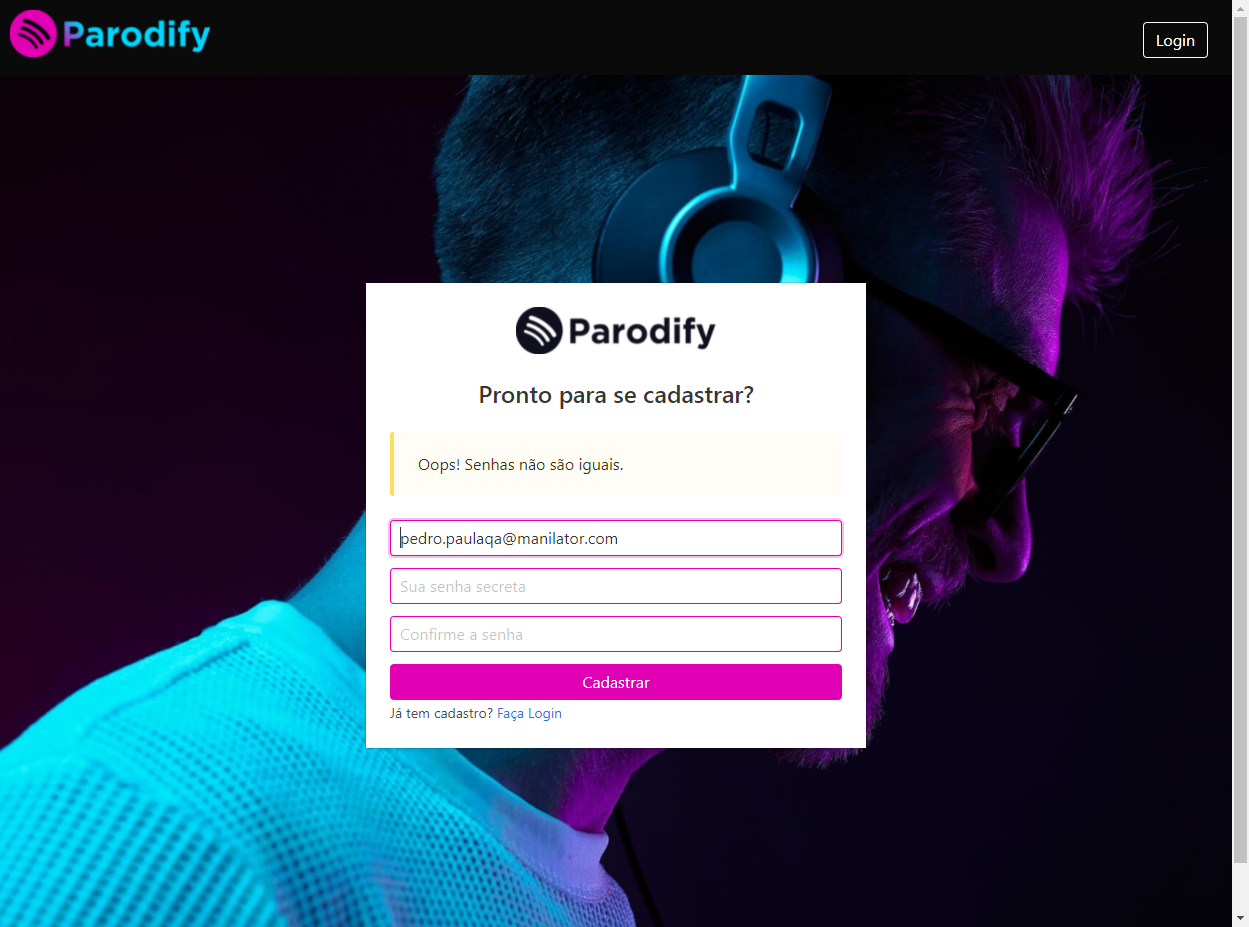 Parodify
Login
Parodify
Pronto para se cadastrar?
Oops! Senhas não são iguais.
pedro.paulaqa@manilator.com
Sua senha secreta
Confirme a senha
Cadastrar
Já tem cadastro? Faça Login